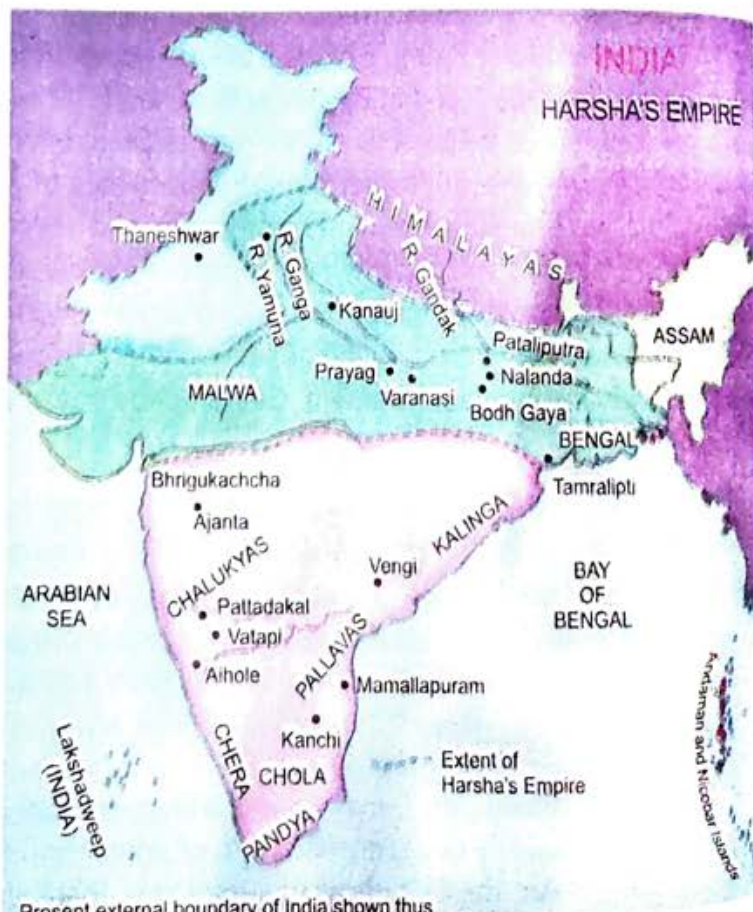 INDIA
HARSHA'S EMPIRE
HIMALAYAS
Thaneshwar
R. Ganga
R. Yamuna
R. Gandak
Kanauj
ASSAM
Pataliputra
Prayag
Nalanda
MALWA
Varanasi
Bodh Gaya
BENGAL
Tamralipti
Bhrigukachcha
Ajanta
KALINGA
CHALUKYAS
Vengi
ARABIAN
SEA
BAY
OF
BENGAL
Pattadakal
Vatapi
PALLAVAS
Aihole
Mamallapuram
Andaman and Nicobar Islands
Kanchi
Lakshadweep
(INDIA)
CHERA
CHOLA
Extent of
Harsha's Empire
PANDYA
Present external boundary of India shown thus